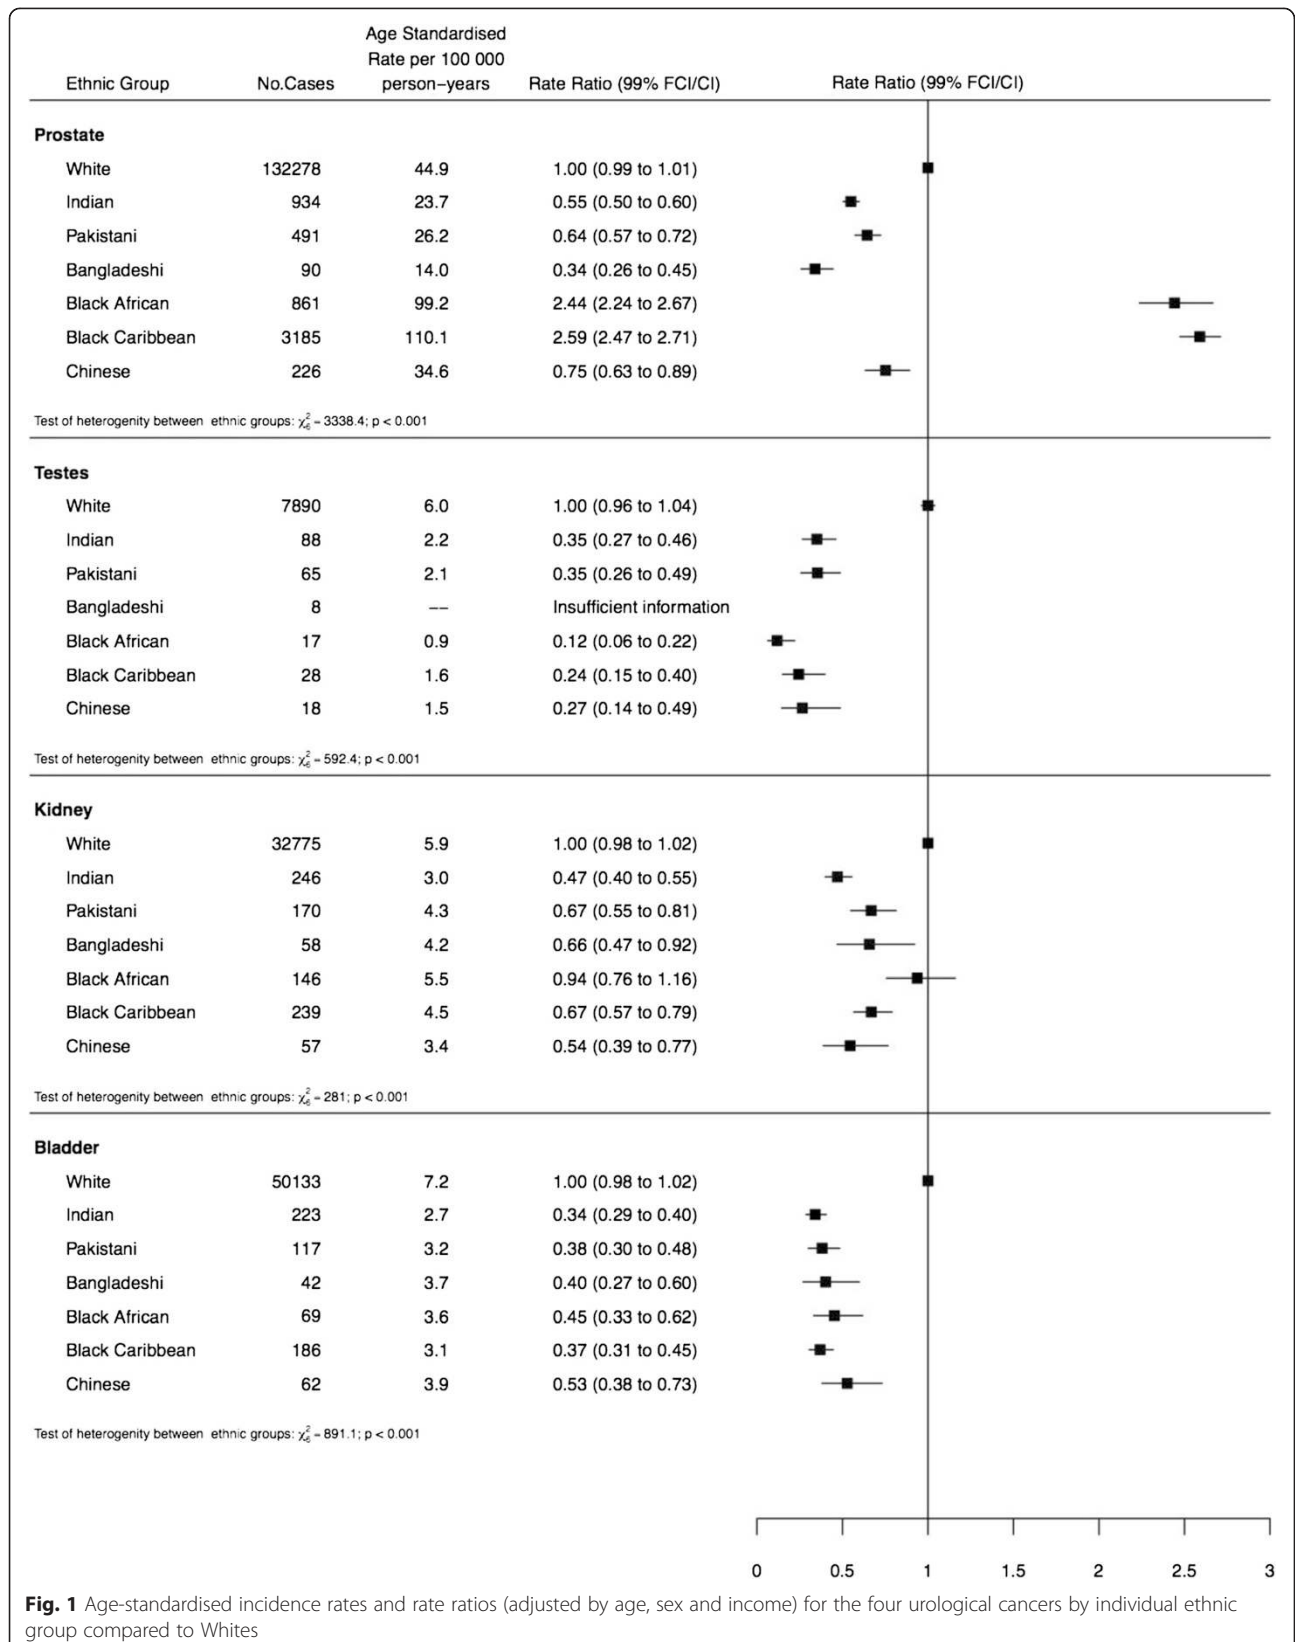 Age Standardised
Rate per 100 000
Ethnic Group No.Cases person–years Rate Ratio (99% FCI/CI) Rate Ratio (99% FCI/CI)
Prostate
White 132278 44.9 1.00 (0.99 to 1.01)
Indian 934 23.7 0.55 (0.50 to 0.60)
Pakistani 491 26.2 0.64 (0.57 to 0.72)
Bangladeshi 90 14.0 0.34 (0.26 to 0.45)
Black African 861 99.2 2.44 (2.24 to 2.67)
Black Caribbean 3185 110.1 2.59 (2.47 to 2.71)
Chinese 226 34.6 0.75 (0.63 to 0.89)
Test of heterogenity between ethnic groups: χ²₆ = 3338.4; p < 0.001
Testes
White 7890 6.0 1.00 (0.96 to 1.04)
Indian 88 2.2 0.35 (0.27 to 0.46)
Pakistani 65 2.1 0.35 (0.26 to 0.49)
Bangladeshi 8 –– Insufficient information
Black African 17 0.9 0.12 (0.06 to 0.22)
Black Caribbean 28 1.6 0.24 (0.15 to 0.40)
Chinese 18 1.5 0.27 (0.14 to 0.49)
Test of heterogenity between ethnic groups: χ²₆ = 592.4; p < 0.001
Kidney
White 32775 5.9 1.00 (0.98 to 1.02)
Indian 246 3.0 0.47 (0.40 to 0.55)
Pakistani 170 4.3 0.67 (0.55 to 0.81)
Bangladeshi 58 4.2 0.66 (0.47 to 0.92)
Black African 146 5.5 0.94 (0.76 to 1.16)
Black Caribbean 239 4.5 0.67 (0.57 to 0.79)
Chinese 57 3.4 0.54 (0.39 to 0.77)
Test of heterogenity between ethnic groups: χ²₆ = 281; p < 0.001
Bladder
White 50133 7.2 1.00 (0.98 to 1.02)
Indian 223 2.7 0.34 (0.29 to 0.40)
Pakistani 117 3.2 0.38 (0.30 to 0.48)
Bangladeshi 42 3.7 0.40 (0.27 to 0.60)
Black African 69 3.6 0.45 (0.33 to 0.62)
Black Caribbean 186 3.1 0.37 (0.31 to 0.45)
Chinese 62 3.9 0.53 (0.38 to 0.73)
Test of heterogenity between ethnic groups: χ²₆ = 891.1; p < 0.001
0 0.5 1 1.5 2 2.5 3
Fig. 1 Age-standardised incidence rates and rate ratios (adjusted by age, sex and income) for the four urological cancers by individual ethnic
group compared to Whites